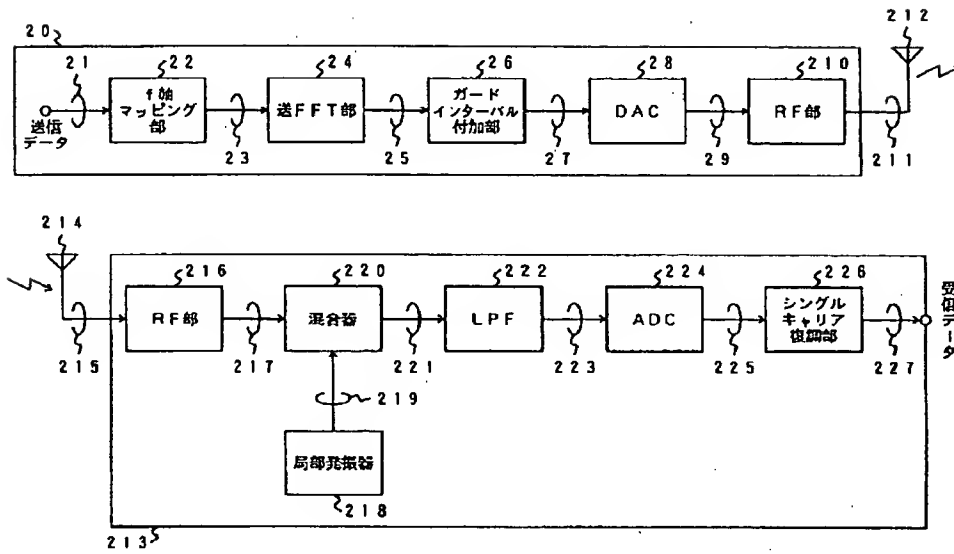 20
21
送信
データ
22
f軸
マッピング
部
23
24
送FFT部
25
26
ガード
インターバル
付加部
27
28
DAC
29
210
RF部
211
212
214
215
216
RF部
217
220
混合器
219
局部発振器
218
221
222
LPF
223
224
ADC
225
226
シングル
キャリア
復調部
227
受信データ
213